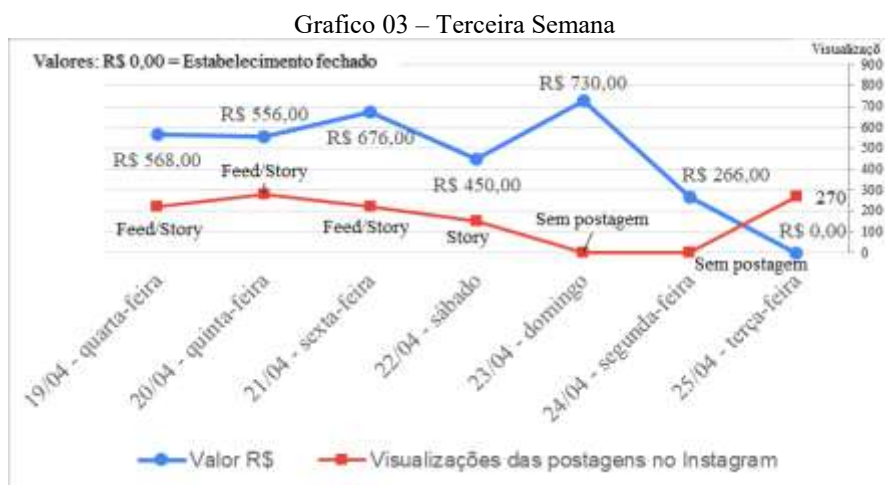 Grafico 03 – Terceira Semana
Visualizaçõ
Valores: R$ 0,00 = Estabelecimento fechado
900
800
700
600
500
400
300
200
100
0
R$ 568,00
R$ 556,00
R$ 676,00
R$ 450,00
R$ 730,00
R$ 266,00
R$ 0,00
Feed/Story
Feed/Story
Feed/Story
Story
Sem postagem
Sem postagem
270
19/04 - quarta-feira
20/04 - quinta-feira
21/04 - sexta-feira
22/04 - sábado
23/04 - domingo
24/04 - segunda-feira
25/04 - terça-feira
Valor R$
Visualizações das postagens no Instagram